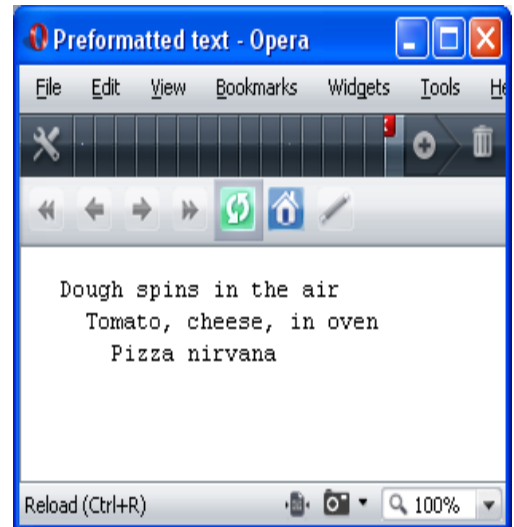 Preformatted text - Opera
File Edit View Bookmarks Widgets Tools He
Dough spins in the air
Tomato, cheese, in oven
Pizza nirvana
Reload (Ctrl+R) 100%